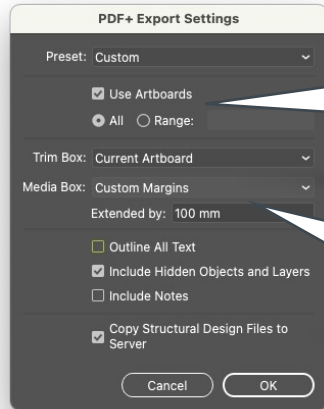 PDF+ Export Settings
Preset: Custom
Use Artboards
All Range:
Trim Box: Current Artboard
Media Box: Custom Margins
Extended by: 100 mm
Outline All Text
Include Hidden Objects and Layers
Include Notes
Copy Structural Design Files to
Server
Cancel OK